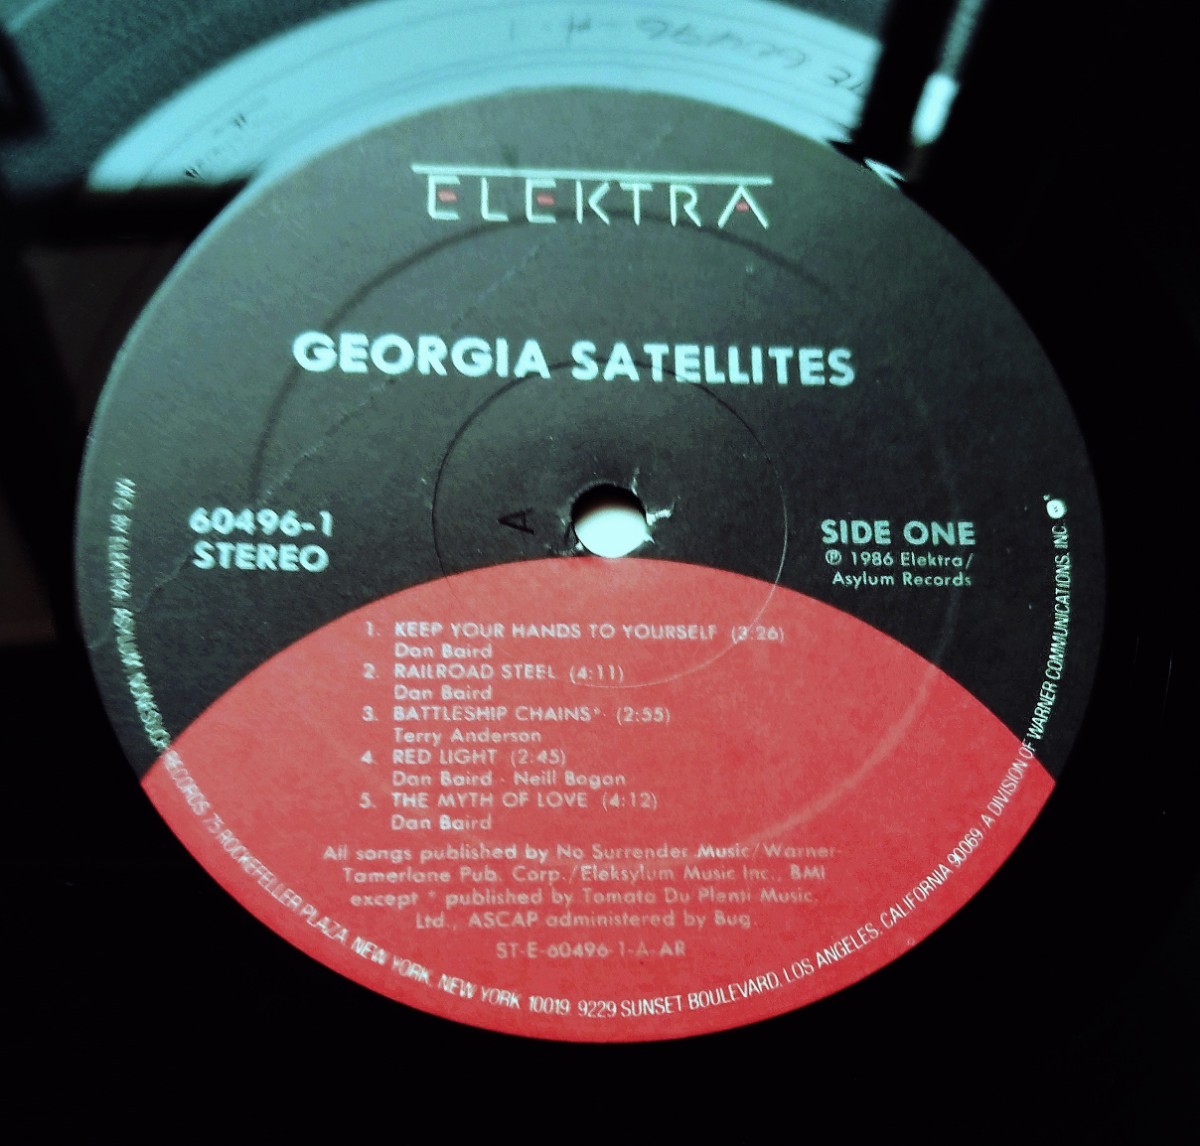 ELEKTRA
GEORGIA SATELLITES
60496-1
STEREO
A
SIDE ONE
℗ 1986 Elektra/
Asylum Records
1. KEEP YOUR HANDS TO YOURSELF (3:26)
Dan Baird
2. RAILROAD STEEL (4:11)
Dan Baird
3. BATTLESHIP CHAINS* (2:55)
Terry Anderson
4. RED LIGHT (2:45)
Dan Baird - Neill Bogan
5. THE MYTH OF LOVE (4:12)
Dan Baird
All songs published by No Surrender Music/Warner-
Tamerlane Pub. Corp./Eleksylum Music Inc., BMI
except * published by Tomato Du Plenti Music,
Ltd., ASCAP administered by Bug.
ST-E-60496-1-A-AR
MFG BY ELEKTRA/ASYLUM/NONESUCH RECORDS 75 ROCKEFELLER PLAZA, NEW YORK, NEW YORK 10019 9229 SUNSET BOULEVARD, LOS ANGELES, CALIFORNIA 90069. A DIVISION OF WARNER COMMUNICATIONS, INC.